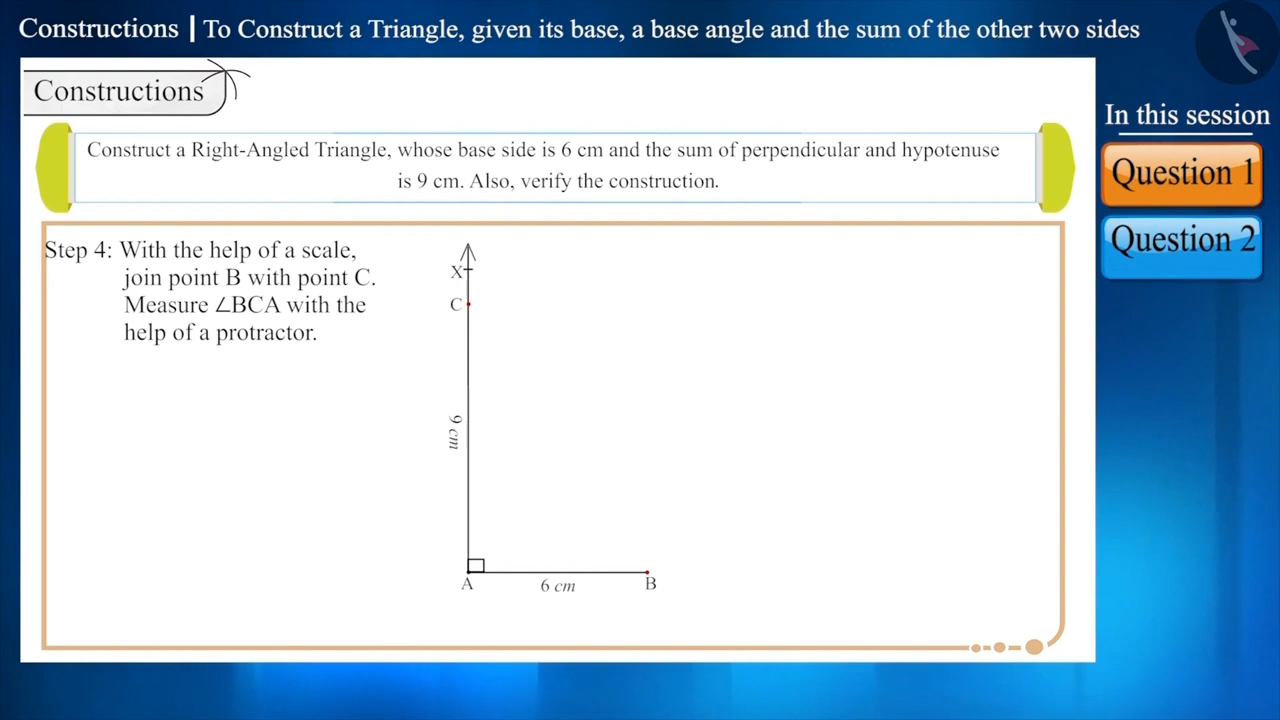 Constructions | To Construct a Triangle, given its base, a base angle and the sum of the other two sides
Constructions
In this session
Question 1
Question 2
Construct a Right-Angled Triangle, whose base side is 6 cm and the sum of perpendicular and hypotenuse
is 9 cm. Also, verify the construction.
Step 4: With the help of a scale,
join point B with point C.
Measure ∠BCA with the
help of a protractor.
X
C
9 cm
A
6 cm
B